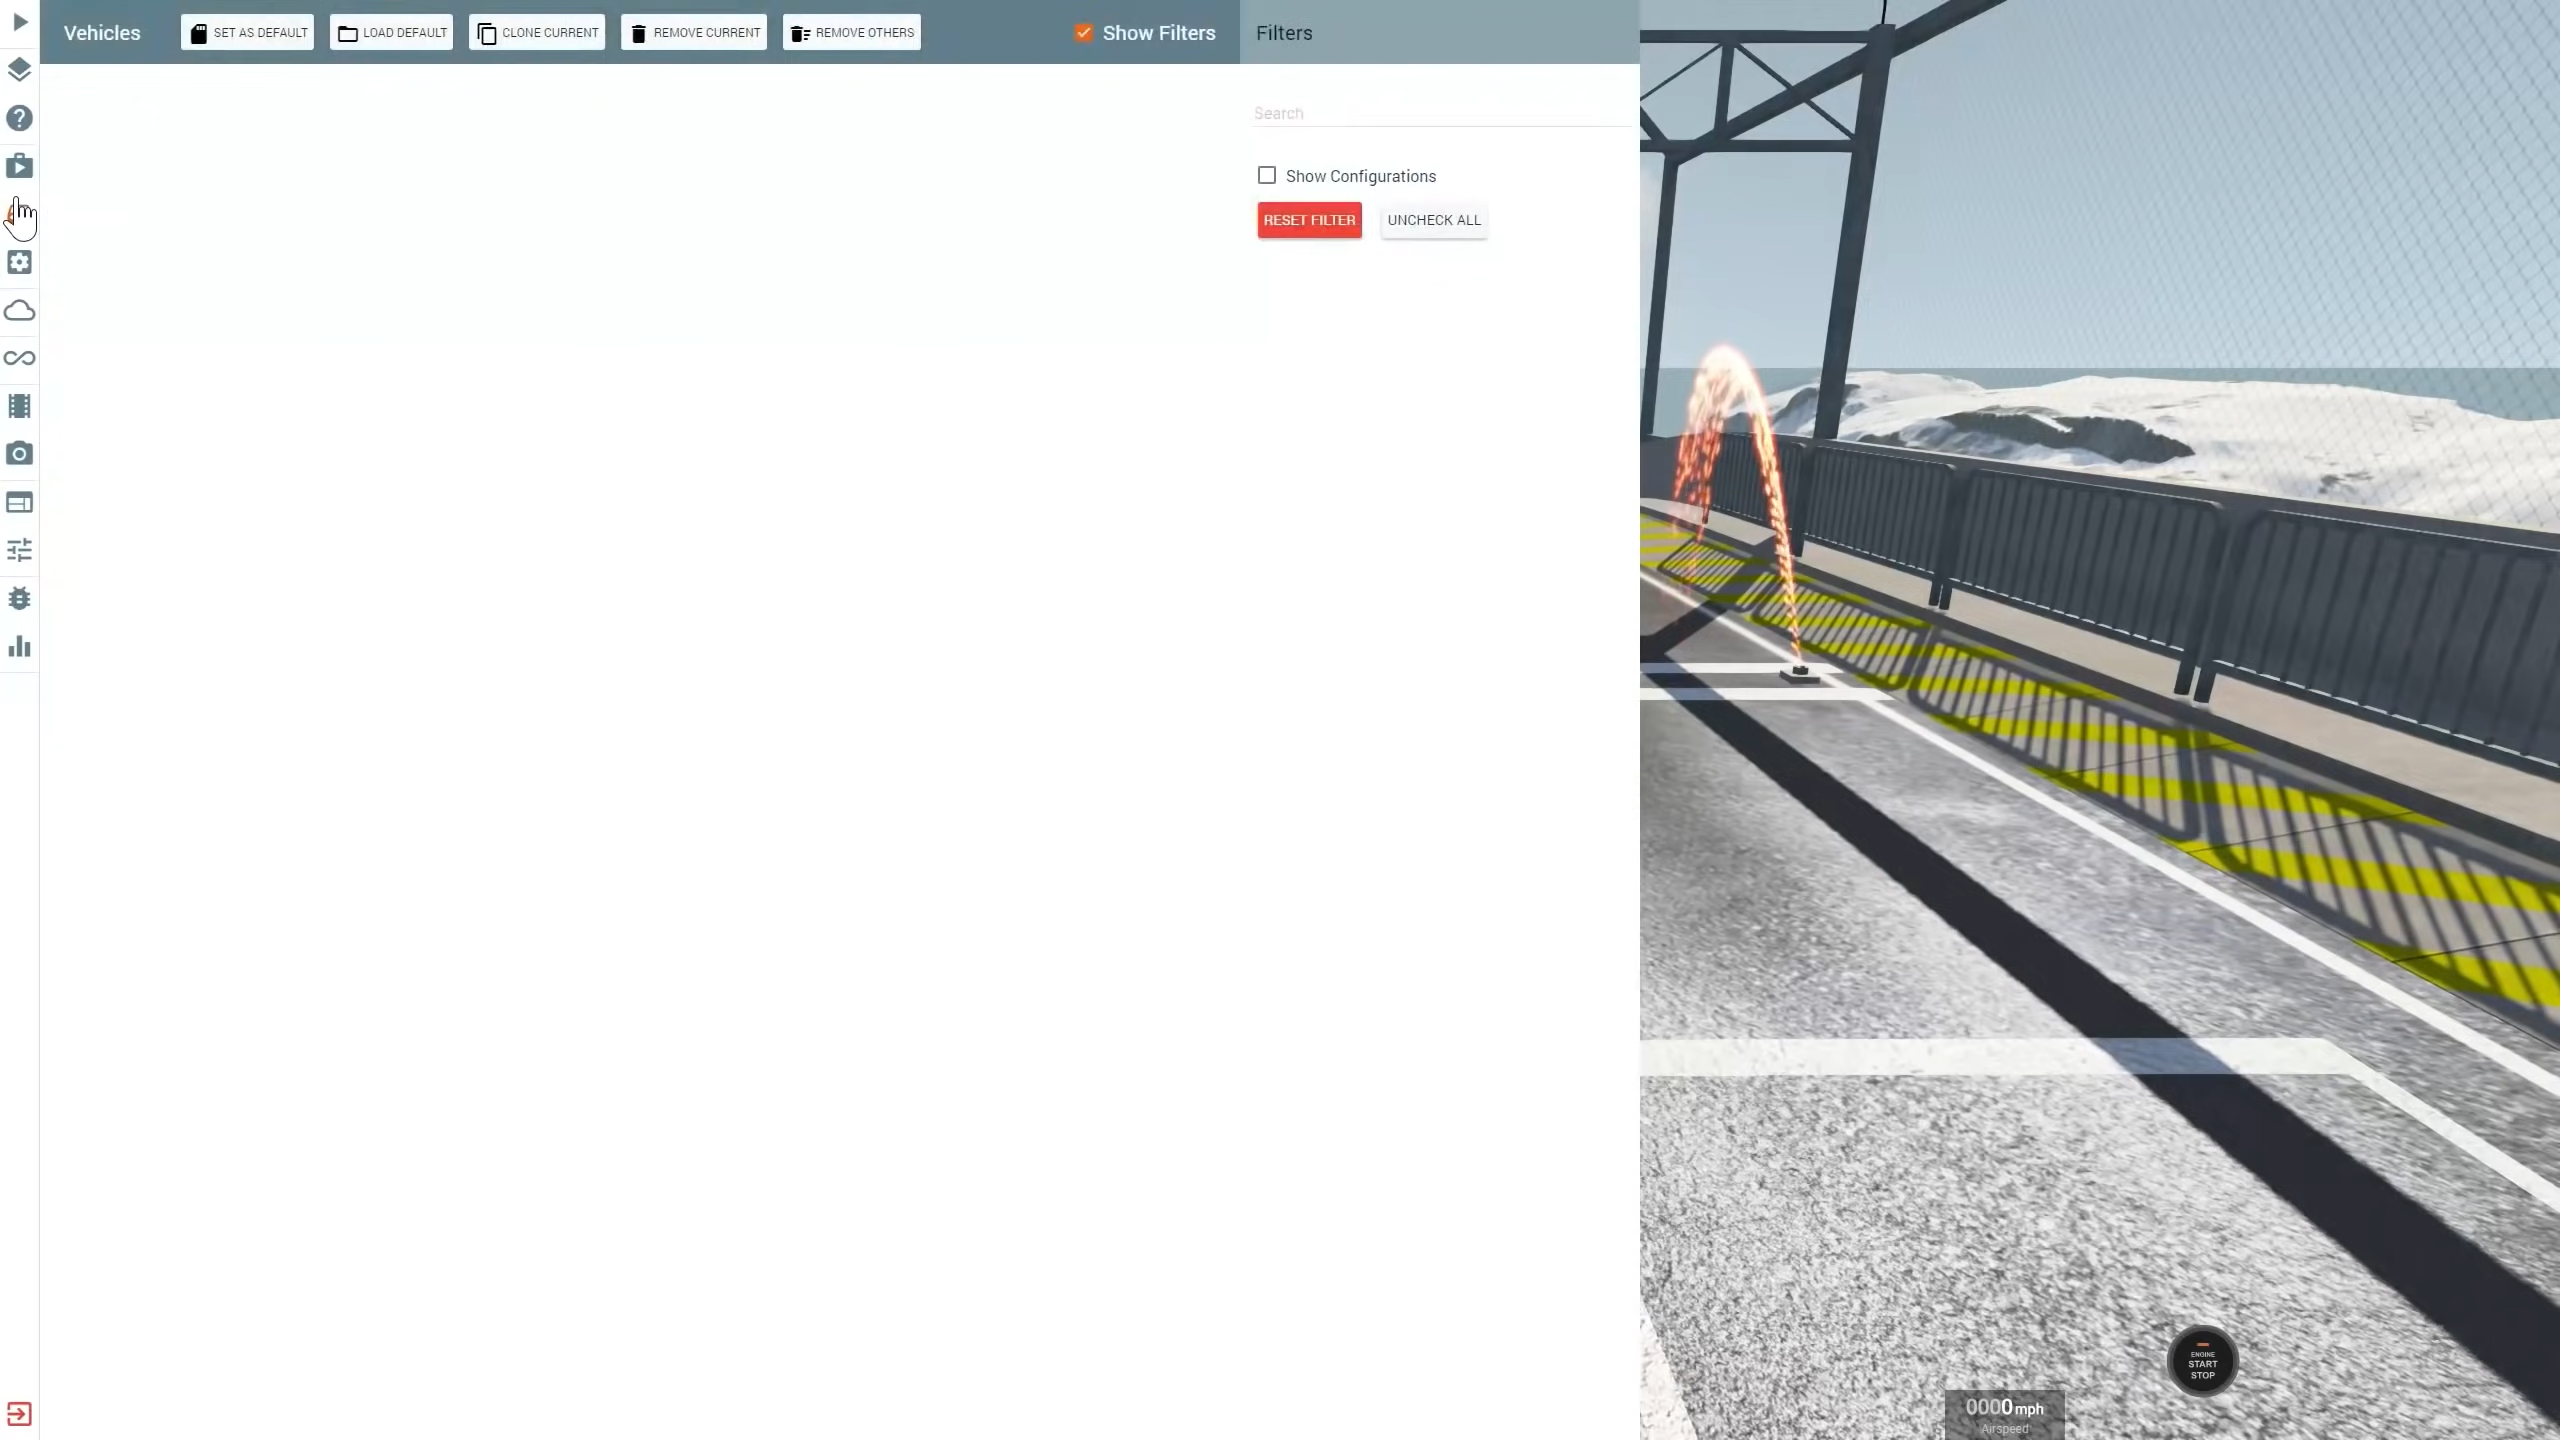 Vehicles
SET AS DEFAULT
LOAD DEFAULT
CLONE CURRENT
REMOVE CURRENT
REMOVE OTHERS
Show Filters
Filters
Search
Show Configurations
RESET FILTER
UNCHECK ALL
ENGINE
START
STOP
0000mph
Airspeed